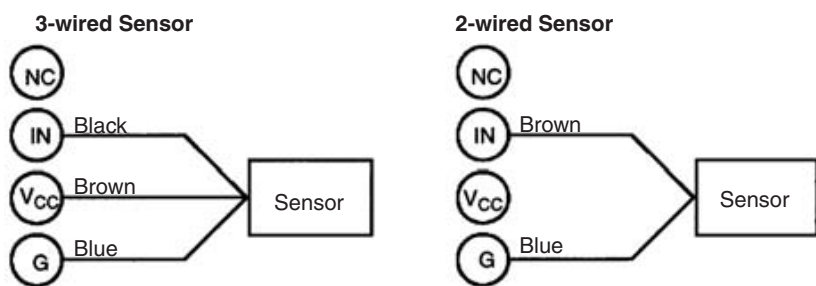 3-wired Sensor
NC
IN Black
VCC Brown
G Blue
Sensor
2-wired Sensor
NC
IN Brown
VCC
G Blue
Sensor